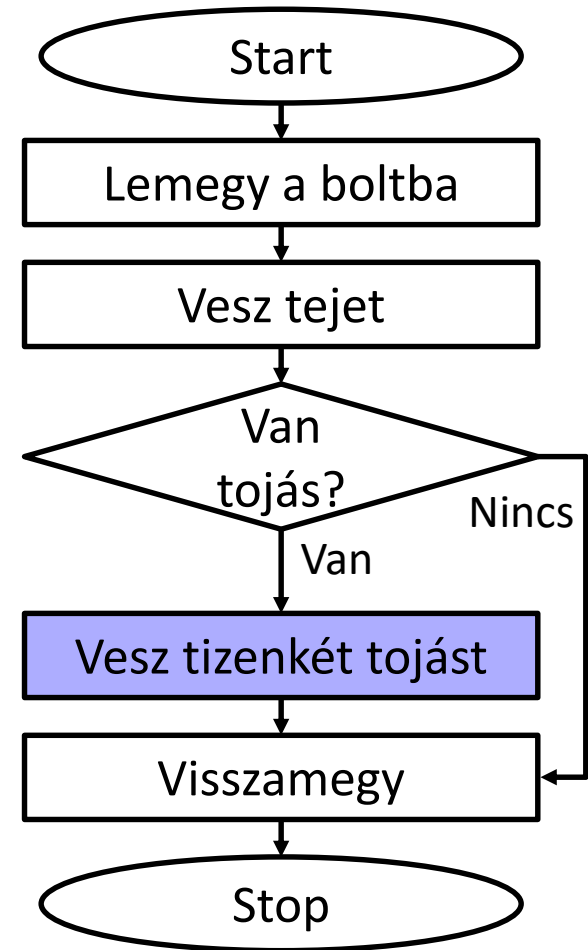 Start
Lemegy a boltba
Vesz tejet
Van
tojás?
Nincs
Van
Vesz tizenkét tojást
Visszamegy
Stop